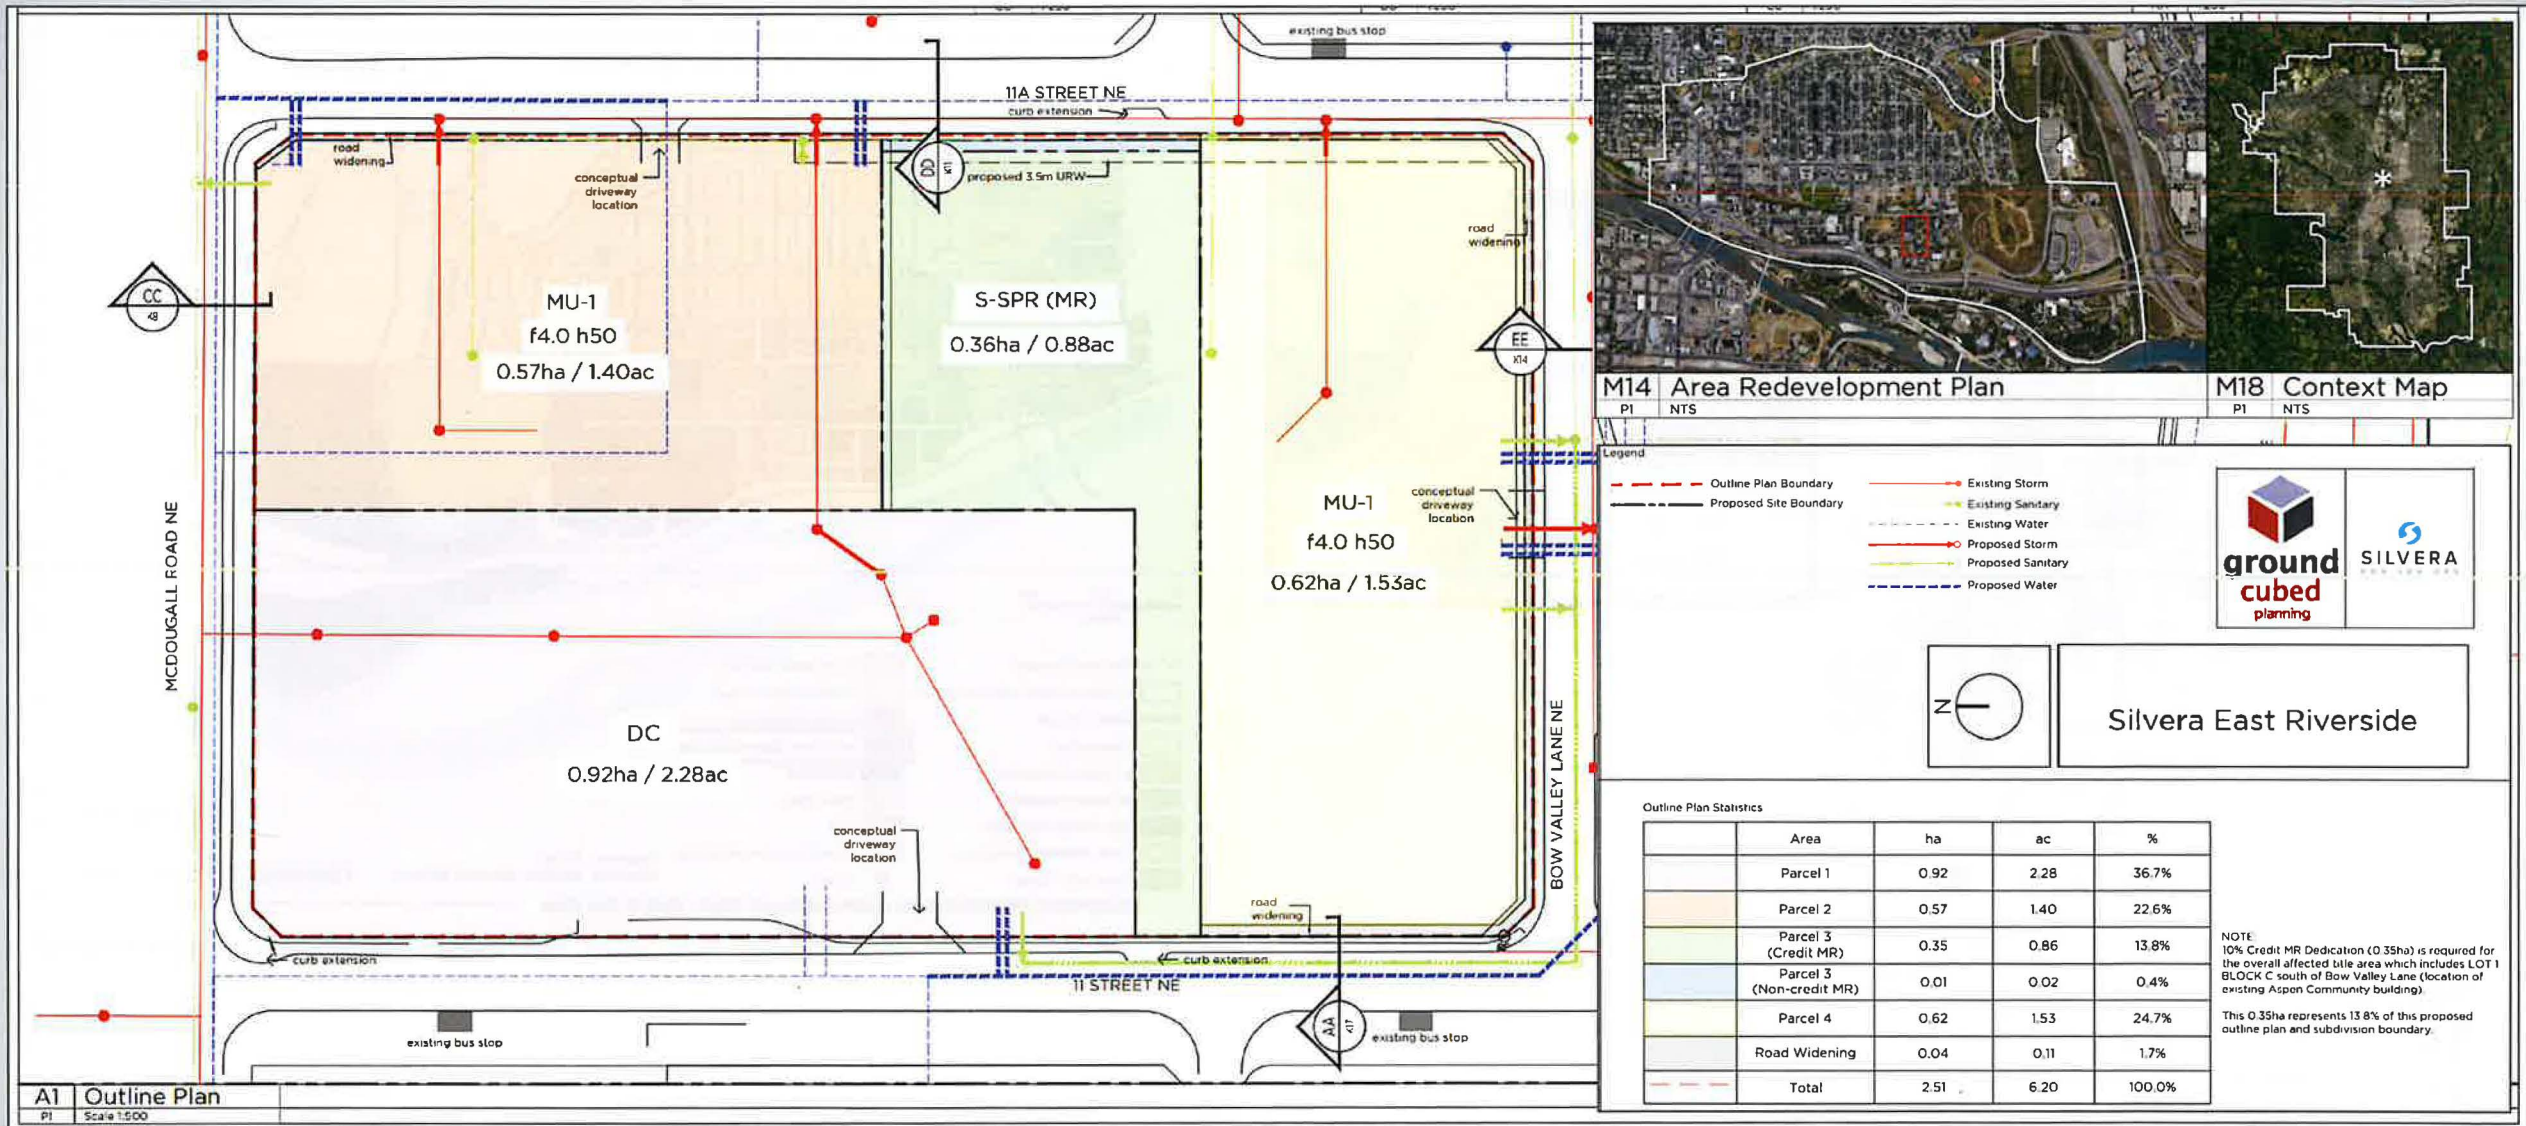 existing bus stop
11A STREET NE
curb extension
road
widening
conceptual
driveway
location
DD
K11
proposed 3.5m URW
road
widening
CC
K8
MU-1
f4.0 h50
0.57ha / 1.40ac
S-SPR (MR)
0.36ha / 0.88ac
EE
K14
MCDOUGALL ROAD NE
MU-1
f4.0 h50
0.62ha / 1.53ac
conceptual
driveway
location
DC
0.92ha / 2.28ac
conceptual
driveway
location
BOW VALLEY LANE NE
road
widening
curb extension
curb extension
11 STREET NE
existing bus stop
AA
K17
existing bus stop
A1 Outline Plan
P1 Scale 1:500
M14 Area Redevelopment Plan
P1 NTS
M18 Context Map
P1 NTS
Legend
Outline Plan Boundary
Proposed Site Boundary
Existing Storm
Existing Sanitary
Existing Water
Proposed Storm
Proposed Sanitary
Proposed Water
ground
cubed
planning
SILVERA
N
Silvera East Riverside
Outline Plan Statistics
Area ha ac %
Parcel 1 0.92 2.28 36.7%
Parcel 2 0.57 1.40 22.6%
Parcel 3
(Credit MR) 0.35 0.86 13.8%
Parcel 3
(Non-credit MR) 0.01 0.02 0.4%
Parcel 4 0.62 1.53 24.7%
Road Widening 0.04 0.11 1.7%
Total 2.51 6.20 100.0%
NOTE
10% Credit MR Dedication (0.35ha) is required for
the overall affected title area which includes LOT 1
BLOCK C south of Bow Valley Lane (location of
existing Aspen Community building).
This 0.35ha represents 13.8% of this proposed
outline plan and subdivision boundary.